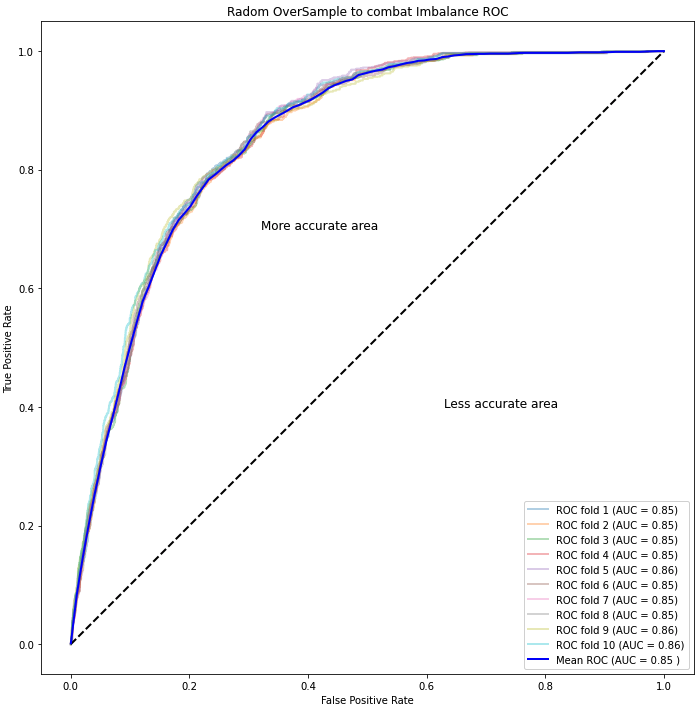 Radom OverSample to combat Imbalance ROC
1.0
0.8
0.6
0.4
0.2
0.0
True Positive Rate
More accurate area
Less accurate area
ROC fold 1 (AUC = 0.85)
ROC fold 2 (AUC = 0.85)
ROC fold 3 (AUC = 0.85)
ROC fold 4 (AUC = 0.85)
ROC fold 5 (AUC = 0.86)
ROC fold 6 (AUC = 0.85)
ROC fold 7 (AUC = 0.85)
ROC fold 8 (AUC = 0.85)
ROC fold 9 (AUC = 0.86)
ROC fold 10 (AUC = 0.86)
Mean ROC (AUC = 0.85 )
0.0 0.2 0.4 0.6 0.8 1.0
False Positive Rate